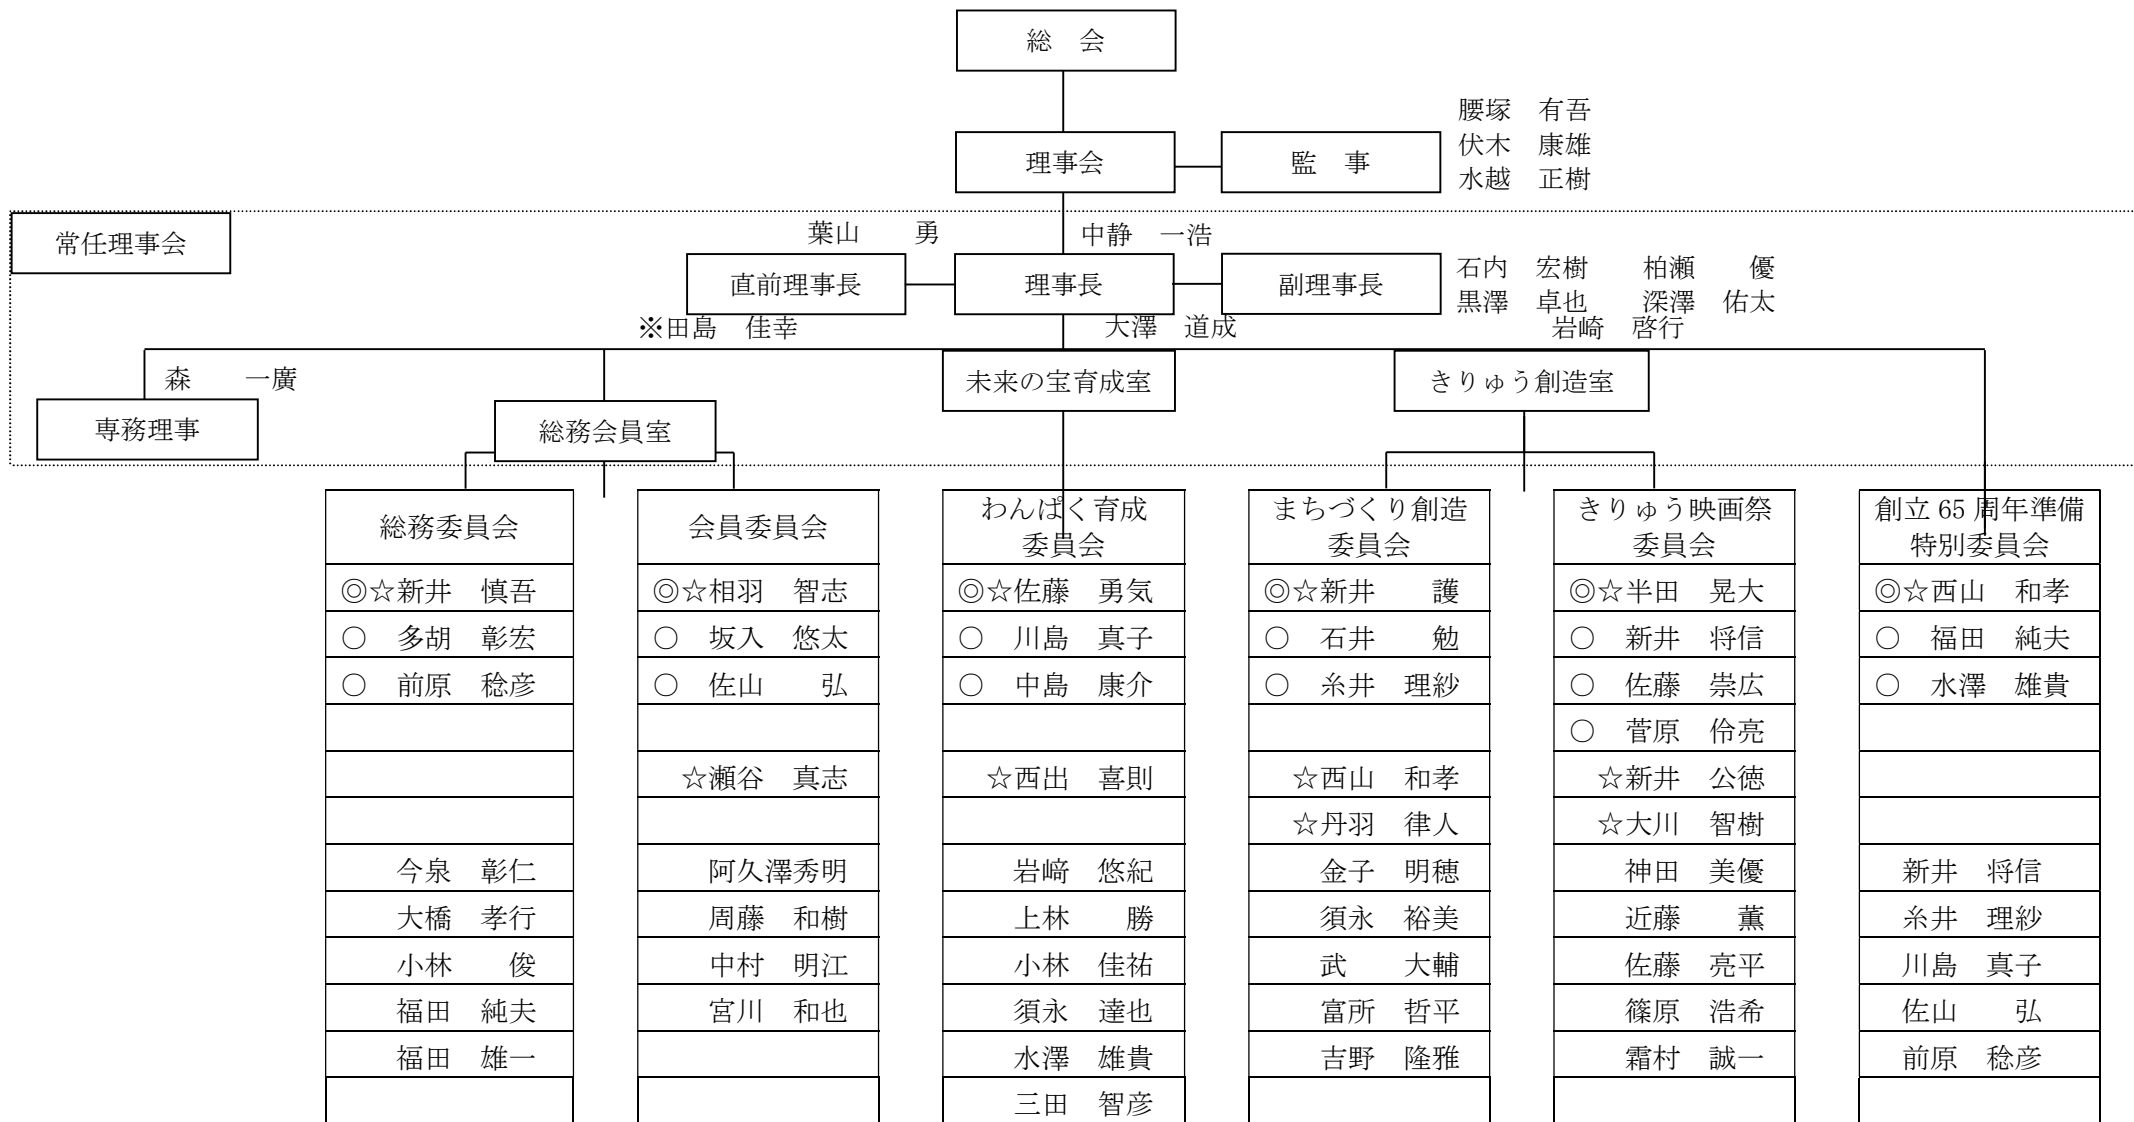 総　会
腰塚　有吾
伏木　康雄
水越　正樹
理事会
監　事
常任理事会
葉山　　勇
中静　一浩
直前理事長
理事長
副理事長
石内　宏樹　　柏瀬　　優
黒澤　卓也　　深澤　佑太
※田島　佳幸
大澤　道成
岩崎　啓行
森　　一廣
専務理事
総務会員室
未来の宝育成室
きりゅう創造室
総務委員会
◎☆新井　慎吾
○　多胡　彰宏
○　前原　稔彦
今泉　彰仁
大橋　孝行
小林　　俊
福田　純夫
福田　雄一
会員委員会
◎☆相羽　智志
○　坂入　悠太
○　佐山　　弘
☆瀬谷　真志
阿久澤秀明
周藤　和樹
中村　明江
宮川　和也
わんぱく育成
委員会
◎☆佐藤　勇気
○　川島　真子
○　中島　康介
☆西出　喜則
岩﨑　悠紀
上林　　勝
小林　佳祐
須永　達也
水澤　雄貴
三田　智彦
まちづくり創造
委員会
◎☆新井　　護
○　石井　　勉
○　糸井　理紗
☆西山　和孝
☆丹羽　律人
金子　明穂
須永　裕美
武　　大輔
富所　哲平
吉野　隆雅
きりゅう映画祭
委員会
◎☆半田　晃大
○　新井　将信
○　佐藤　崇広
○　菅原　伶亮
☆新井　公徳
☆大川　智樹
神田　美優
近藤　　薫
佐藤　亮平
篠原　浩希
霜村　誠一
創立 65 周年準備
特別委員会
◎☆西山　和孝
○　福田　純夫
○　水澤　雄貴
新井　将信
糸井　理紗
川島　真子
佐山　　弘
前原　稔彦